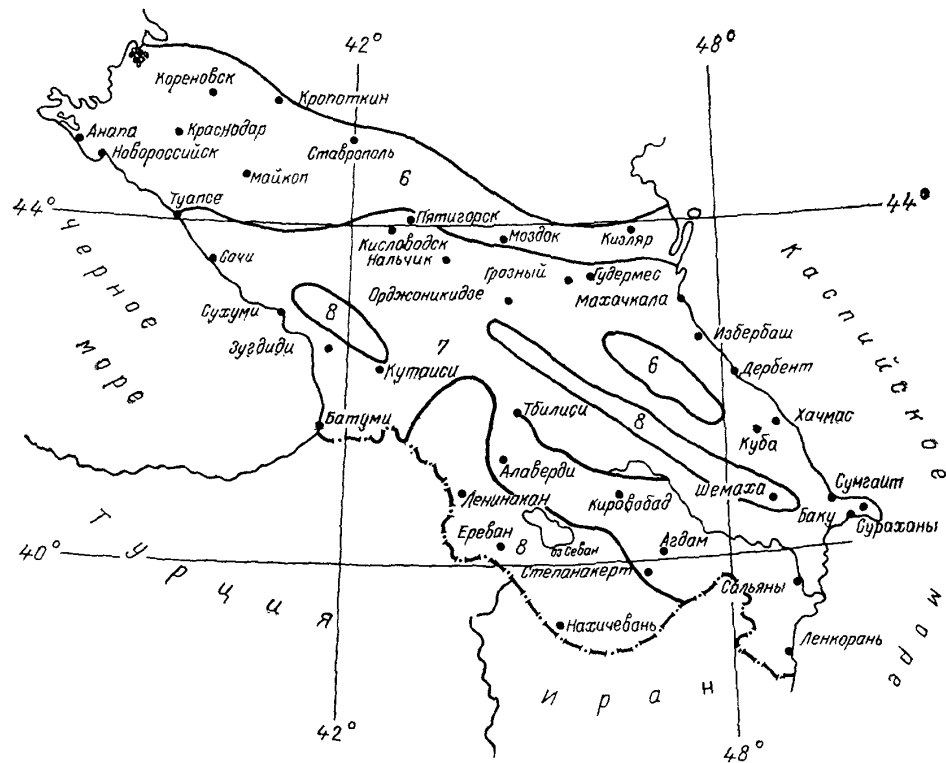 42°
48°
Кореновск
Кропоткин
Анапа
Краснодар
Новороссийск
Ставрополь
Майкоп
6
Туапсе
44°
44°
Пятигорск
Моздок
Кизляр
Кисловодск
Нальчик
Сочи
Грозный
Гудермес
Орджоникидзе
Махачкала
Черное
море
Каспийское
море
Сухуми
8
Избербаш
Зугдиди
7
6
Кутаиси
Дербент
Тбилиси
8
Хачмас
Батуми
Куба
Алаверди
Шемаха
Сумгаит
Ленинакан
Кировобад
Баку
Сураханы
Ереван
8
оз Севан
Агдам
40°
Степанакерт
Сальяны
Турция
Нахичевань
Ленкорань
Иран
42°
48°